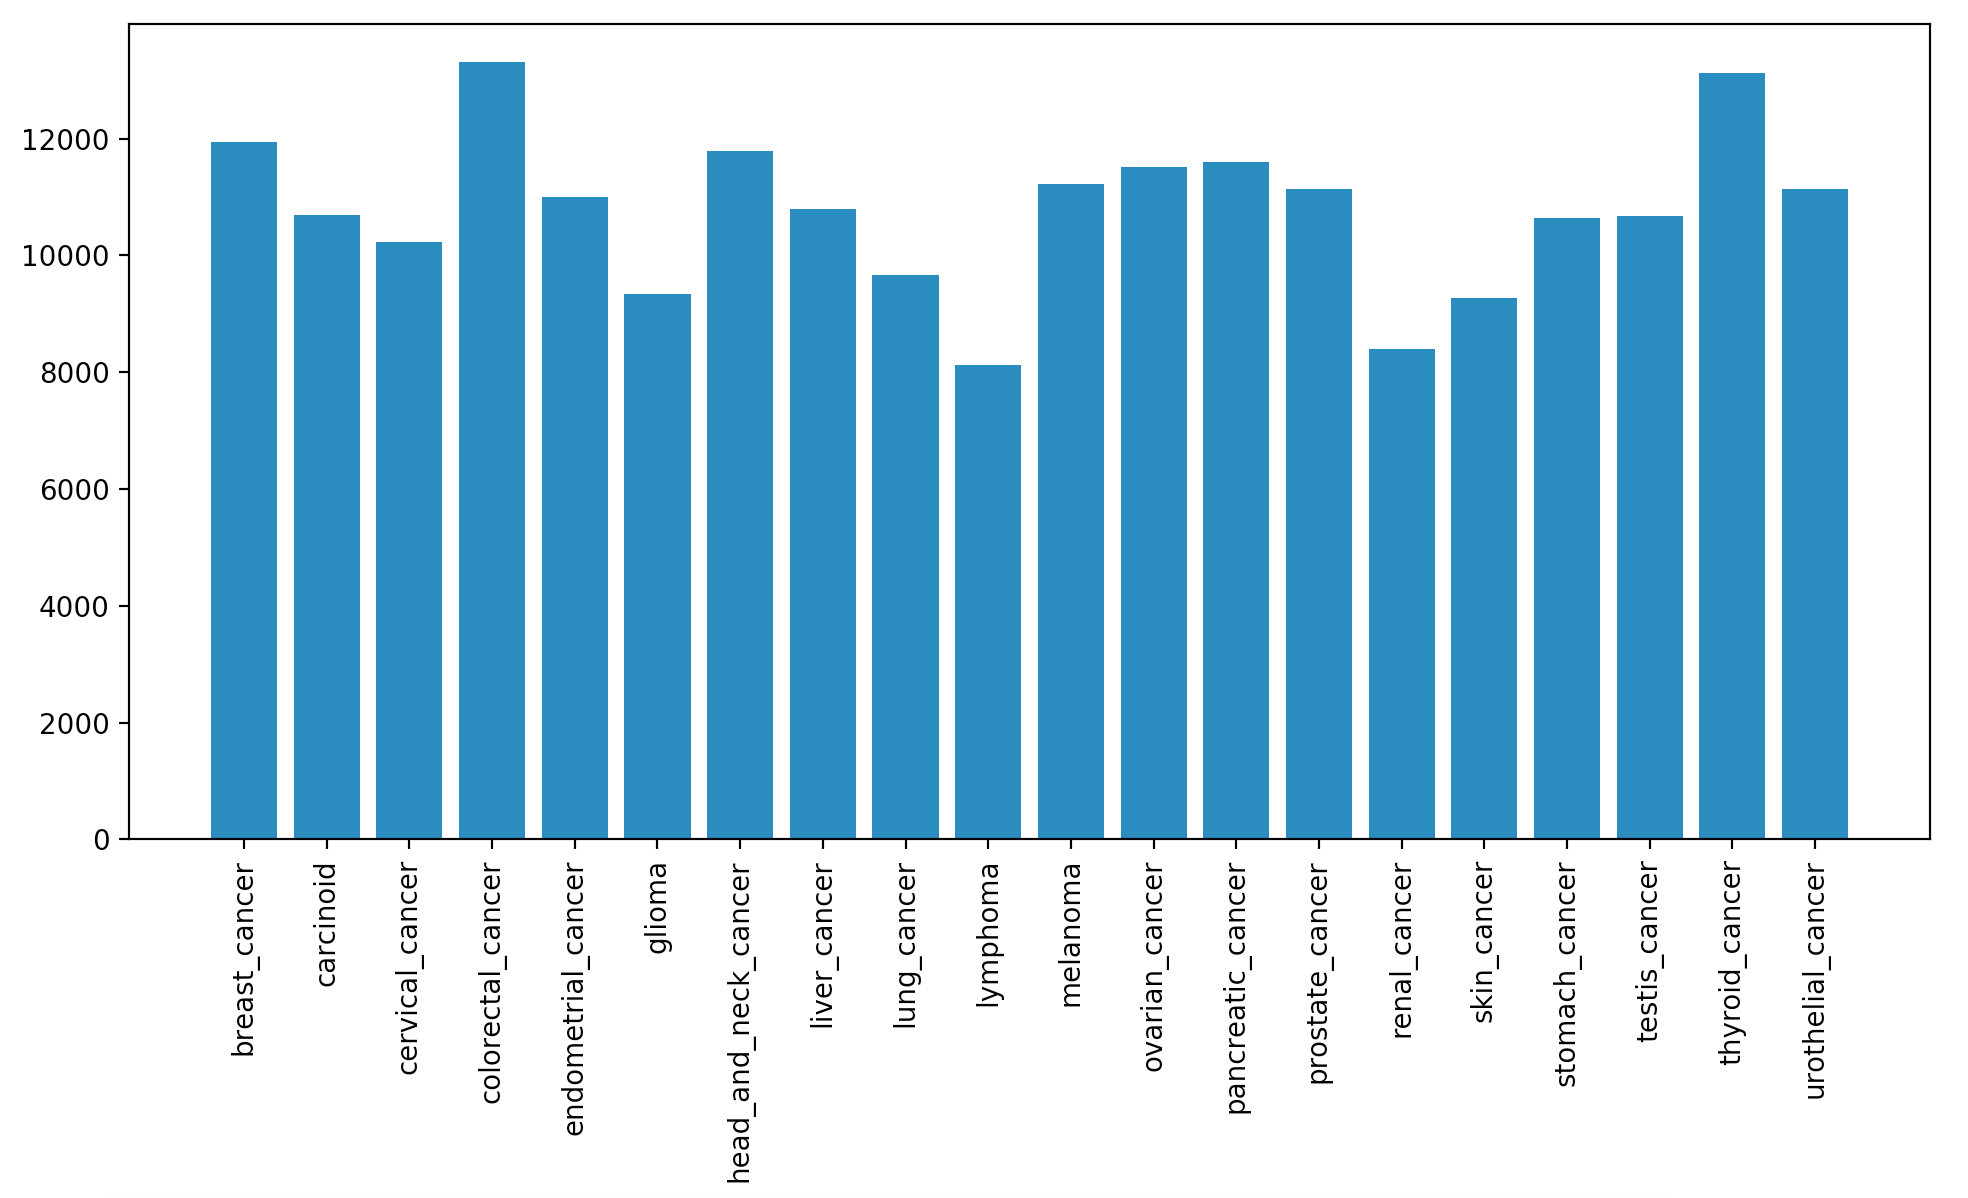 12000
10000
8000
6000
4000
2000
0
breast_cancer
carcinoid
cervical_cancer
colorectal_cancer
endometrial_cancer
glioma
head_and_neck_cancer
liver_cancer
lung_cancer
lymphoma
melanoma
ovarian_cancer
pancreatic_cancer
prostate_cancer
renal_cancer
skin_cancer
stomach_cancer
testis_cancer
thyroid_cancer
urothelial_cancer